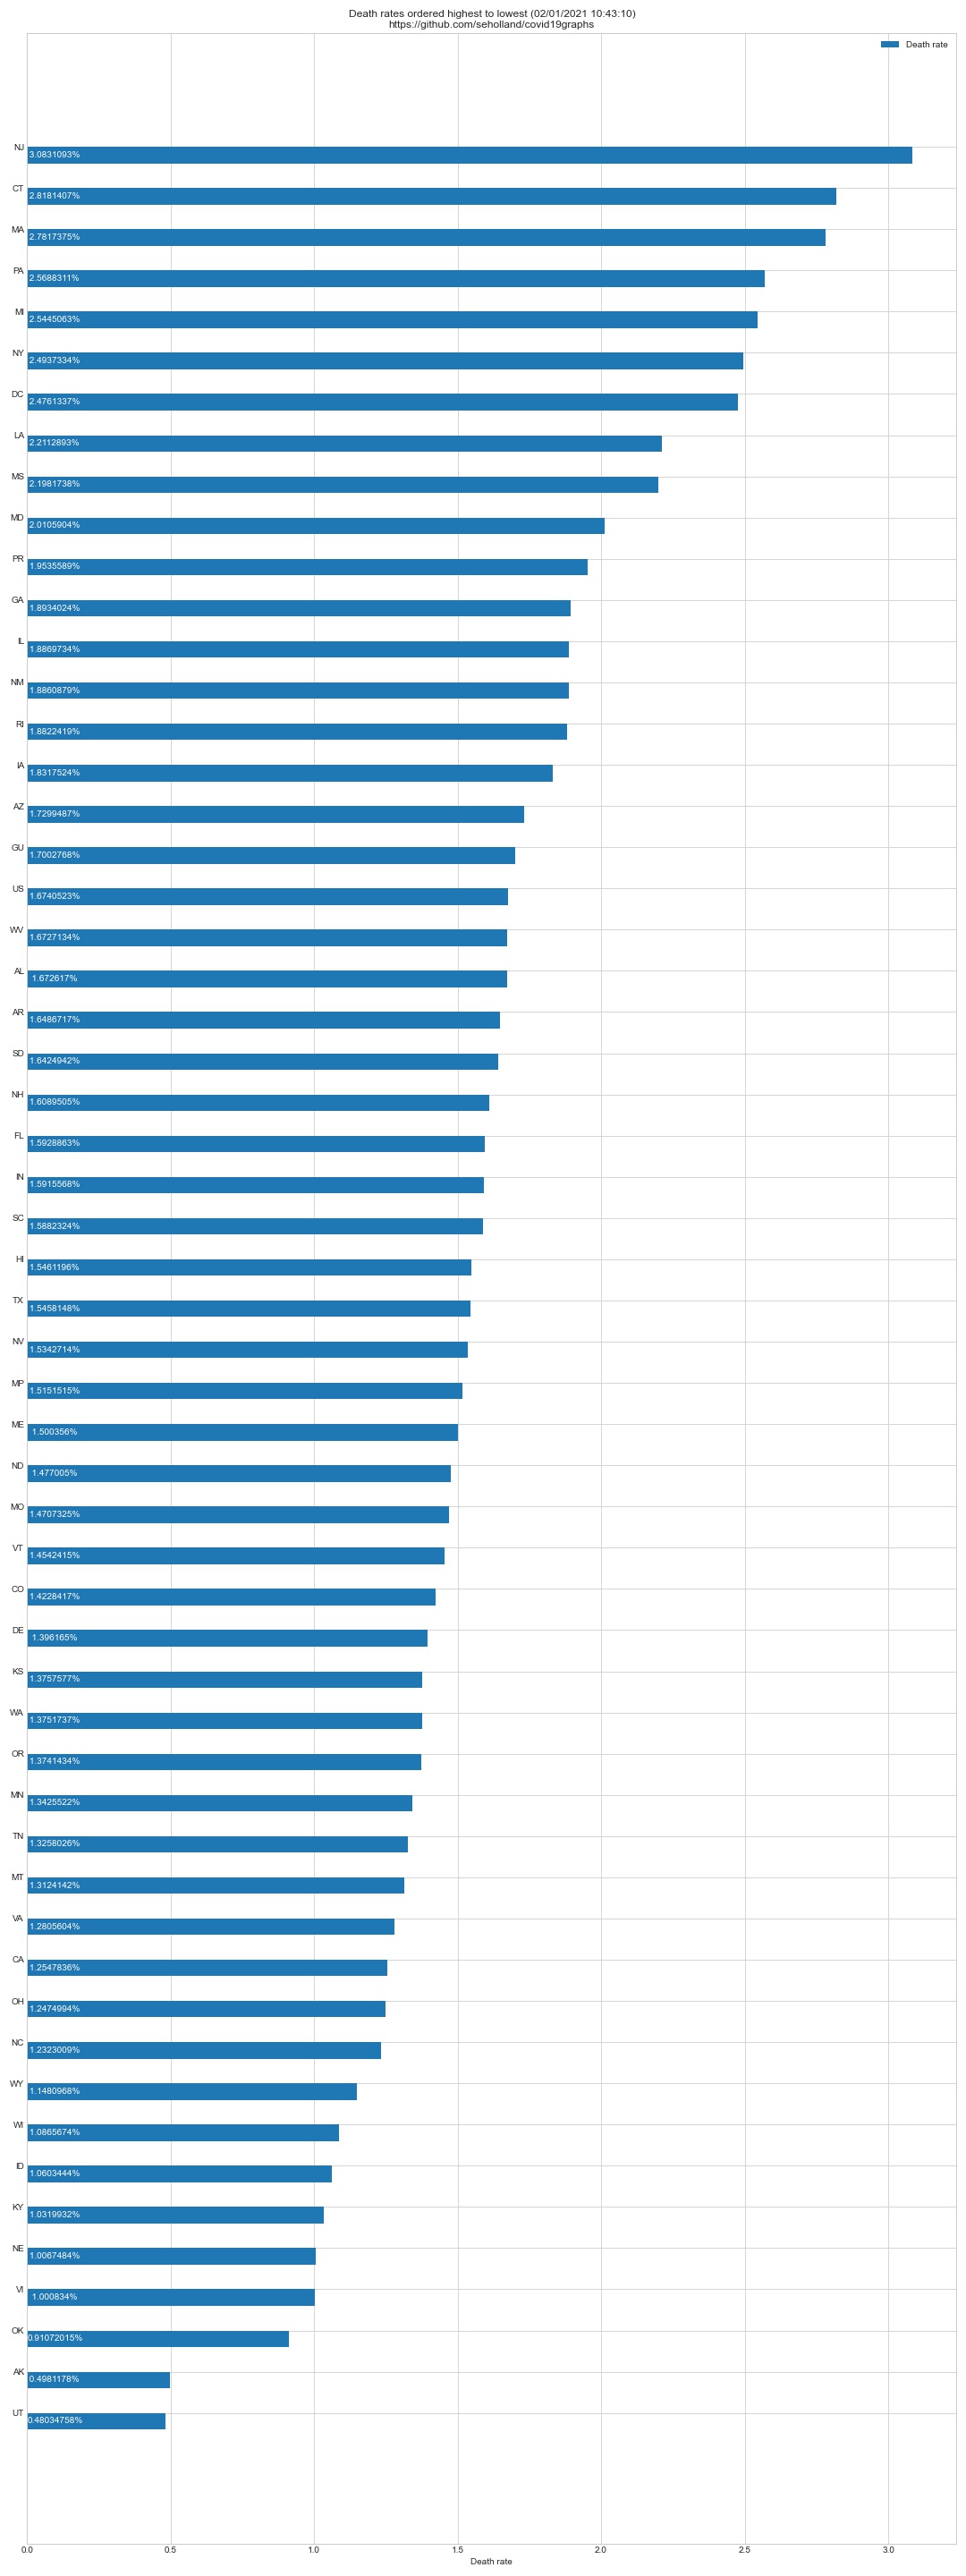 Death rates ordered highest to lowest (02/01/2021 10:43:10)
https://github.com/seholland/covid19graphs
Death rate
NJ 3.0831093%
CT 2.8181407%
MA 2.7817375%
PA 2.5688311%
MI 2.5445063%
NY 2.4937334%
DC 2.4761337%
LA 2.2112893%
MS 2.1981738%
MD 2.0105904%
PR 1.9535589%
GA 1.8934024%
IL 1.8869734%
NM 1.8860879%
RI 1.8822419%
IA 1.8317524%
AZ 1.7299487%
GU 1.7002768%
US 1.6740523%
WV 1.6727134%
AL 1.672617%
AR 1.6486717%
SD 1.6424942%
NH 1.6089505%
FL 1.5928863%
IN 1.5915568%
SC 1.5882324%
HI 1.5461196%
TX 1.5458148%
NV 1.5342714%
MP 1.5151515%
ME 1.500356%
ND 1.477005%
MO 1.4707325%
VT 1.4542415%
CO 1.4228417%
DE 1.396165%
KS 1.3757577%
WA 1.3751737%
OR 1.3741434%
MN 1.3425522%
TN 1.3258026%
MT 1.3124142%
VA 1.2805604%
CA 1.2547836%
OH 1.2474994%
NC 1.2323009%
WY 1.1480968%
WI 1.0865674%
ID 1.0603444%
KY 1.0319932%
NE 1.0067484%
VI 1.000834%
OK 0.91072015%
AK 0.4981178%
UT 0.48034758%
0.0 0.5 1.0 1.5 2.0 2.5 3.0
Death rate